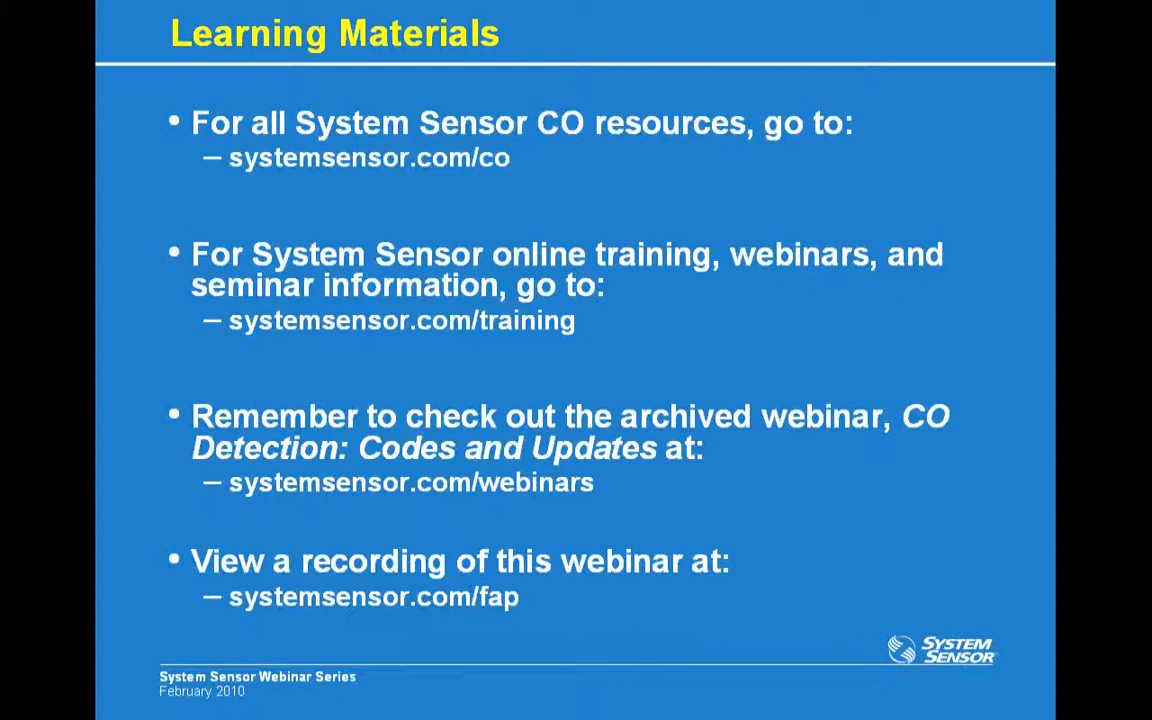 Learning Materials
• For all System Sensor CO resources, go to:
– systemsensor.com/co
• For System Sensor online training, webinars, and
seminar information, go to:
– systemsensor.com/training
• Remember to check out the archived webinar, CO
Detection: Codes and Updates at:
– systemsensor.com/webinars
• View a recording of this webinar at:
– systemsensor.com/fap
SYSTEM
SENSOR
System Sensor Webinar Series
February 2010